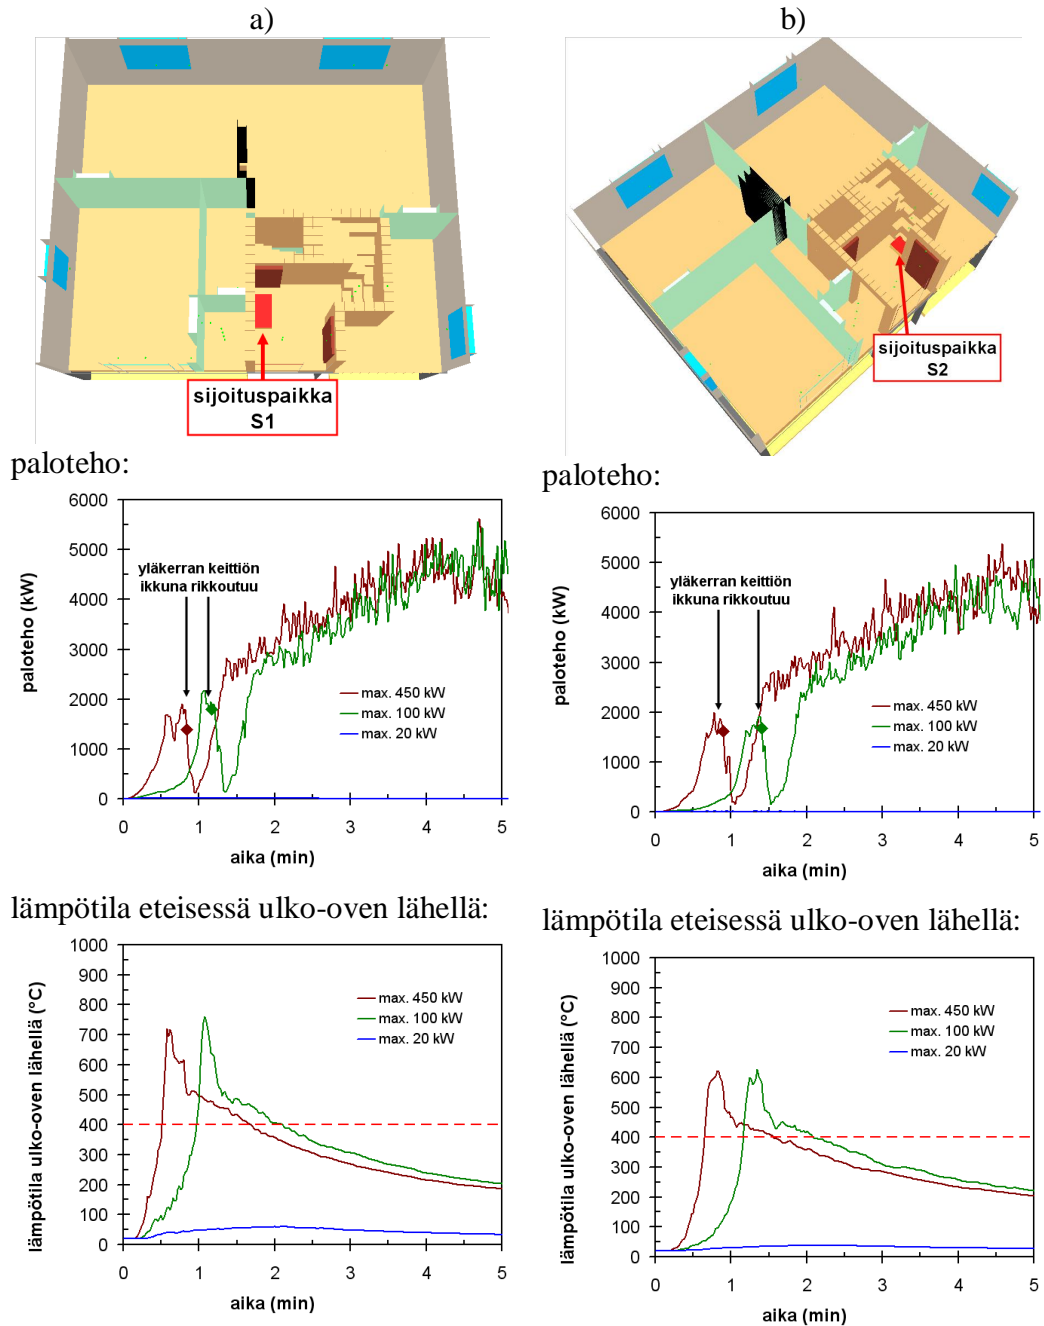 a)
b)
sijoituspaikka
S1
sijoituspaikka
S2
paloteho:
paloteho:
6000
5000
4000
3000
2000
1000
0
paloteho (kW)
yläkerran keittiön
ikkuna rikkoutuu
max. 450 kW
max. 100 kW
max. 20 kW
0 1 2 3 4 5
aika (min)
6000
5000
4000
3000
2000
1000
0
paloteho (kW)
yläkerran keittiön
ikkuna rikkoutuu
max. 450 kW
max. 100 kW
max. 20 kW
0 1 2 3 4 5
aika (min)
lämpötila eteisessä ulko-oven lähellä:
lämpötila eteisessä ulko-oven lähellä:
1000
900
800
700
600
500
400
300
200
100
0
lämpötila ulko-oven lähellä (°C)
max. 450 kW
max. 100 kW
max. 20 kW
0 1 2 3 4 5
aika (min)
1000
900
800
700
600
500
400
300
200
100
0
lämpötila ulko-oven lähellä (°C)
max. 450 kW
max. 100 kW
max. 20 kW
0 1 2 3 4 5
aika (min)